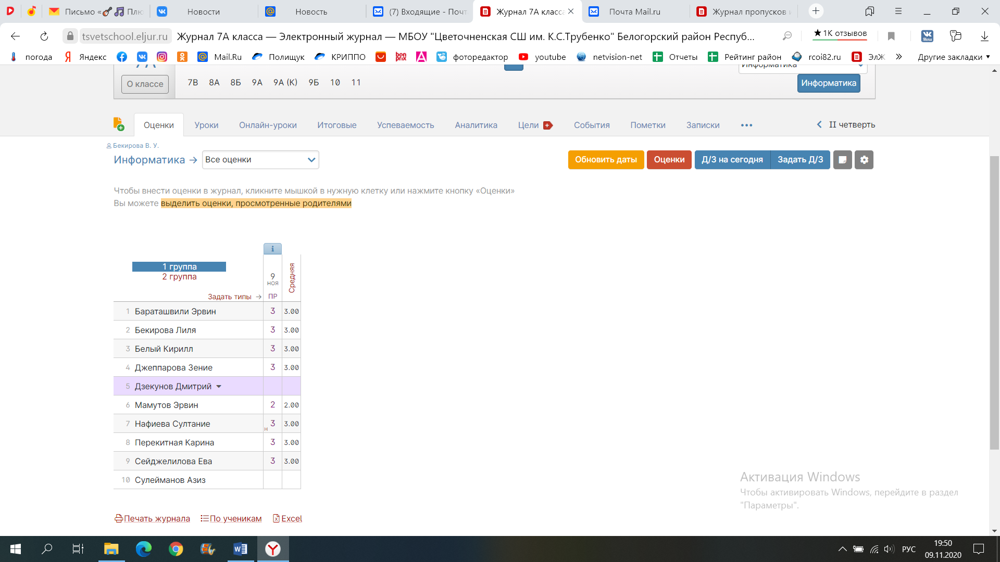 Письмо «🎸 🎵 Плю
Новости
Новость
(7) Входящие - Почт
Журнал 7А класса
Почта Mail.ru
Журнал пропусков и
tsvetschool.eljur.ru
Журнал 7А класса — Электронный журнал — МБОУ "Цветочненская СШ им. К.С.Трубенко" Белогорский район Респуб...
★1К отзывов
погода
Яндекс
Mail.Ru
Полищук
КРИППО
фоторедактор
youtube
netvision-net
Отчеты
Рейтинг район
rcoi82.ru
ЭлЖ
»
Другие закладки
7А
Информатика
О классе
7В 8А 8Б 9А 9А (К) 9Б 10 11
Информатика
Оценки
Уроки
Онлайн-уроки
Итоговые
Успеваемость
Аналитика
Цели
События
Пометки
Записки
II четверть
Бекирова В. У.
Информатика →
Все оценки
Обновить даты
Оценки
Д/З на сегодня
Задать Д/З
Чтобы внести оценки в журнал, кликните мышкой в нужную клетку или нажмите кнопку «Оценки»
Вы можете выделить оценки, просмотренные родителями
i
1 группа
2 группа
9
ноя
Средняя
Задать типы → ПР
1 Бараташвили Эрвин 3 3.00
2 Бекирова Лиля 3 3.00
3 Белый Кирилл 3 3.00
4 Джеппарова Зение 3 3.00
5 Дзекунов Дмитрий
6 Мамутов Эрвин 2 2.00
7 Нафиева Султание н 3 3.00
8 Перекитная Карина 3 3.00
9 Сейджелилова Ева 3 3.00
10 Сулейманов Азиз
Печать журнала
По ученикам
Excel
Активация Windows
Чтобы активировать Windows, перейдите в раздел
"Параметры".
РУС
19:50
09.11.2020